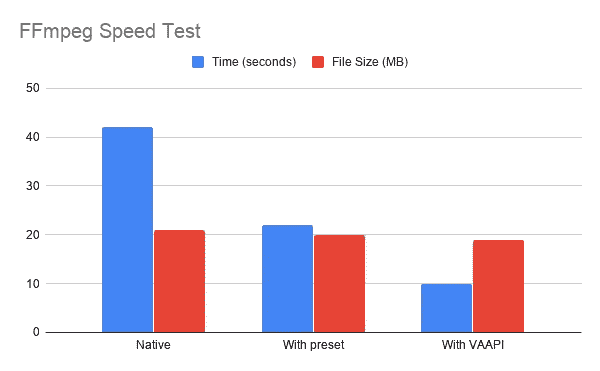 FFmpeg Speed Test
Time (seconds) File Size (MB)
50
40
30
20
10
0
Native With preset With VAAPI